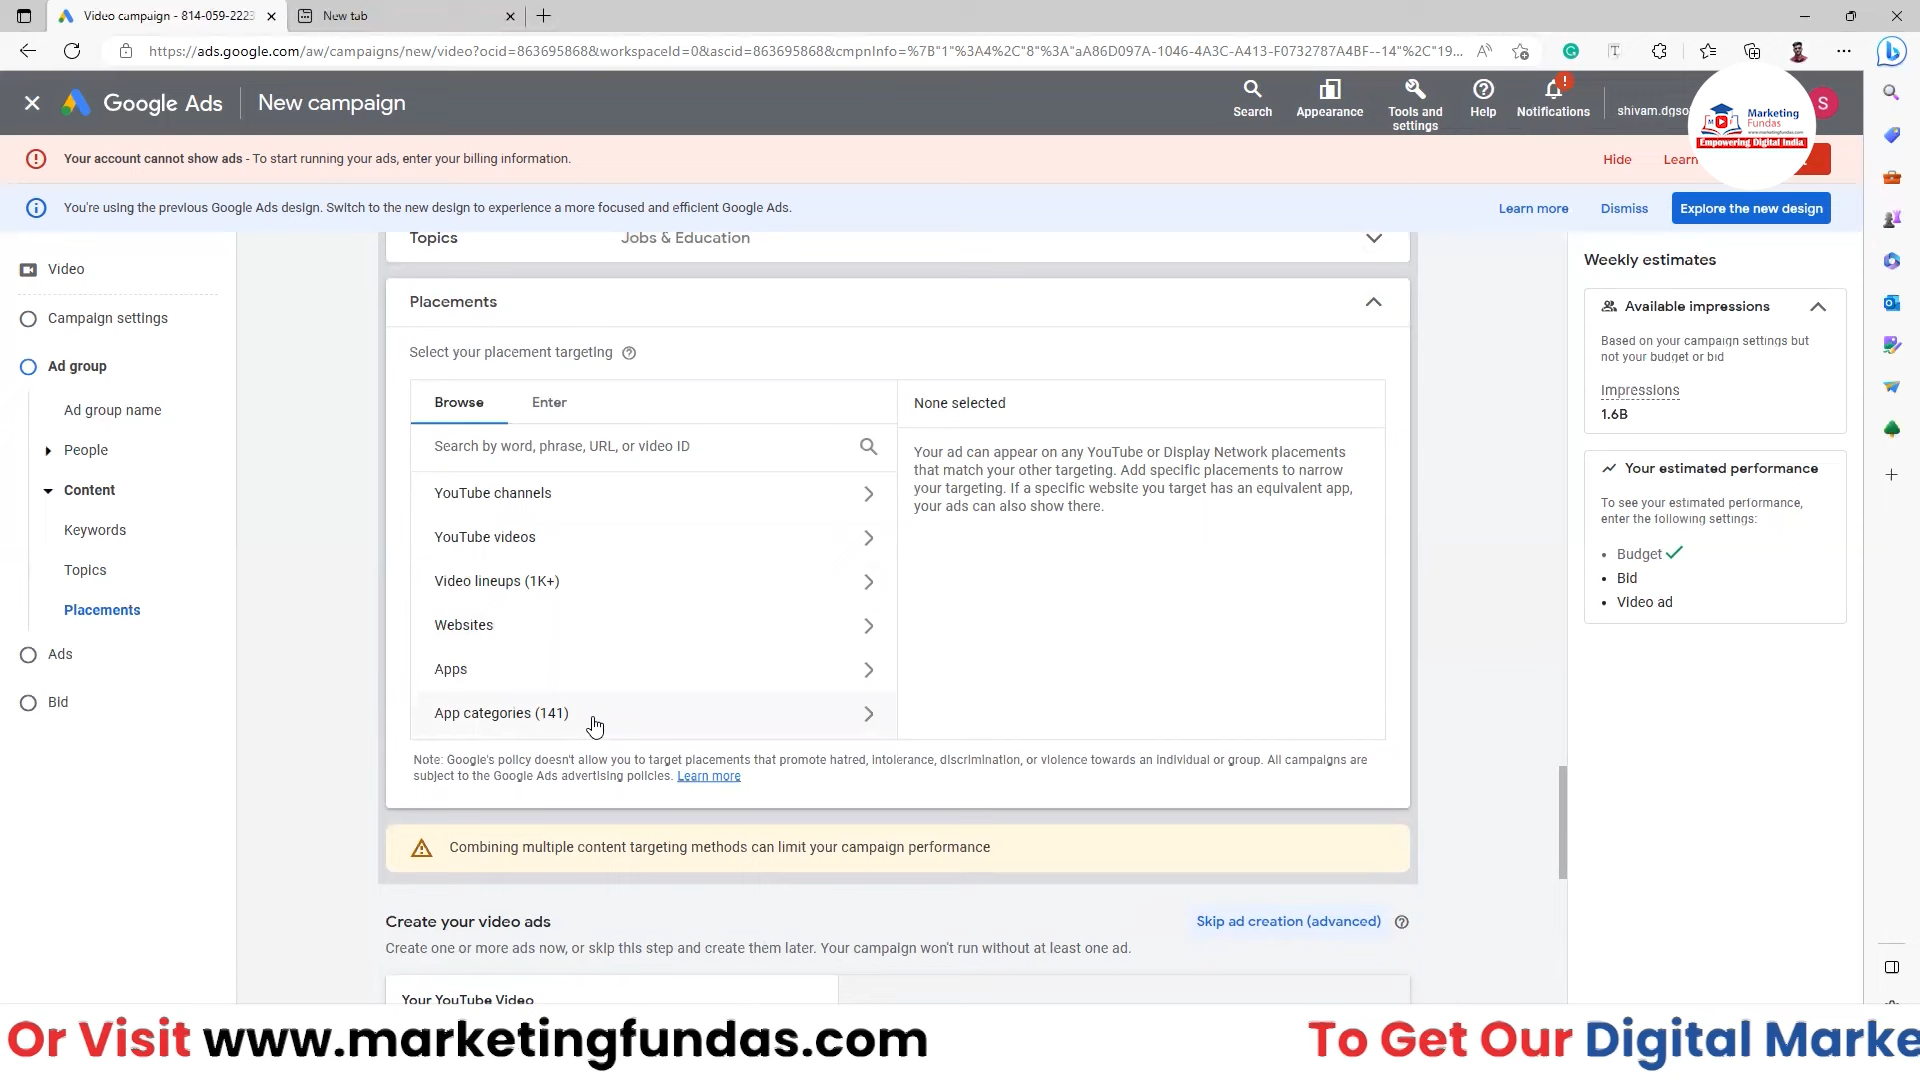 Video campaign - 814-059-2223
New tab
https://ads.google.com/aw/campaigns/new/video?ocid=863695868&workspaceId=0&ascid=863695868&cmpnInfo=%7B"1"%3A4%2C"8"%3A"aA86D097A-1046-4A3C-A413-F0732787A4BF--14"%2C"19...
Google Ads
New campaign
Search
Appearance
Tools and
settings
Help
Notifications
shivam.dgso
S
Marketing
Fundas
Empowering Digital India
Your account cannot show ads - To start running your ads, enter your billing information.
Hide
Learn
You're using the previous Google Ads design. Switch to the new design to experience a more focused and efficient Google Ads.
Learn more
Dismiss
Explore the new design
Video
Campaign settings
Ad group
Ad group name
People
Content
Keywords
Topics
Placements
Ads
Bid
Topics
Jobs & Education
Placements
Select your placement targeting
Browse
Enter
Search by word, phrase, URL, or video ID
YouTube channels
YouTube videos
Video lineups (1K+)
Websites
Apps
App categories (141)
None selected
Your ad can appear on any YouTube or Display Network placements
that match your other targeting. Add specific placements to narrow
your targeting. If a specific website you target has an equivalent app,
your ads can also show there.
Note: Google's policy doesn't allow you to target placements that promote hatred, intolerance, discrimination, or violence towards an individual or group. All campaigns are
subject to the Google Ads advertising policies. Learn more
Combining multiple content targeting methods can limit your campaign performance
Create your video ads
Skip ad creation (advanced)
Create one or more ads now, or skip this step and create them later. Your campaign won't run without at least one ad.
Your YouTube Video
Weekly estimates
Available impressions
Based on your campaign settings but
not your budget or bid
Impressions
1.6B
Your estimated performance
To see your estimated performance,
enter the following settings:
Budget
Bid
Video ad
Or Visit www.marketingfundas.com
To Get Our Digital Marke